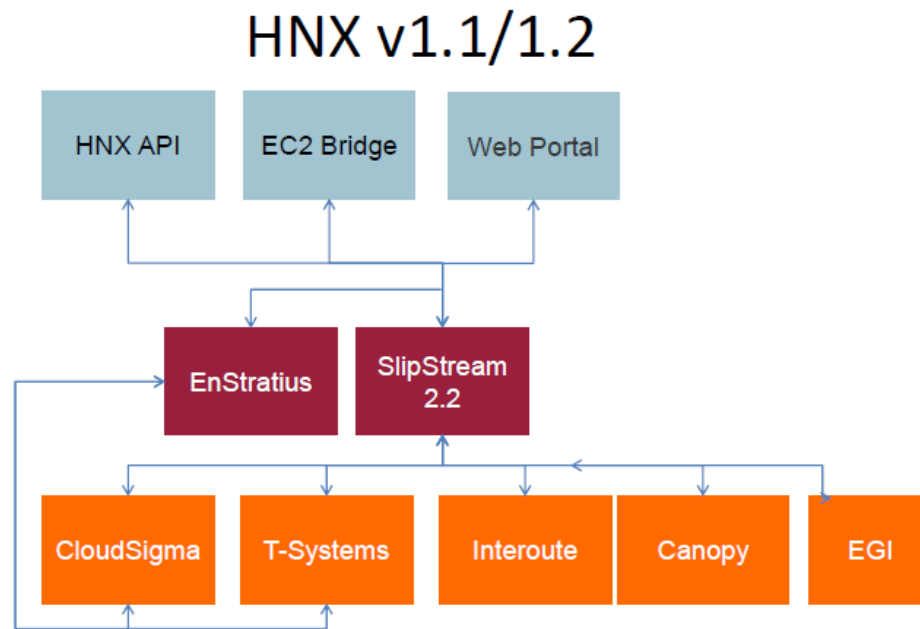 HNX v1.1/1.2
HNX API
EC2 Bridge
Web Portal
EnStratius
SlipStream
2.2
CloudSigma
T-Systems
Interoute
Canopy
EGI